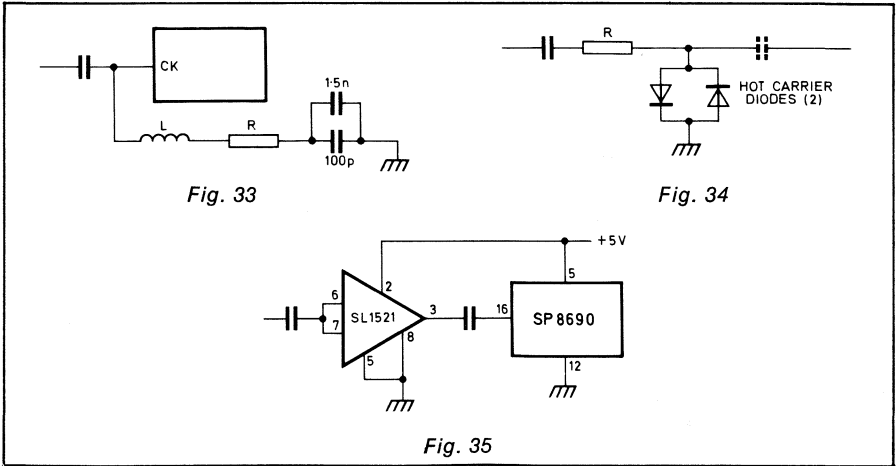 CK
L
R
1·5n
100p
Fig. 33
R
HOT CARRIER
DIODES (2)
Fig. 34
+5V
6
7
SL1521
2
3
8
5
16
5
SP8690
12
Fig. 35